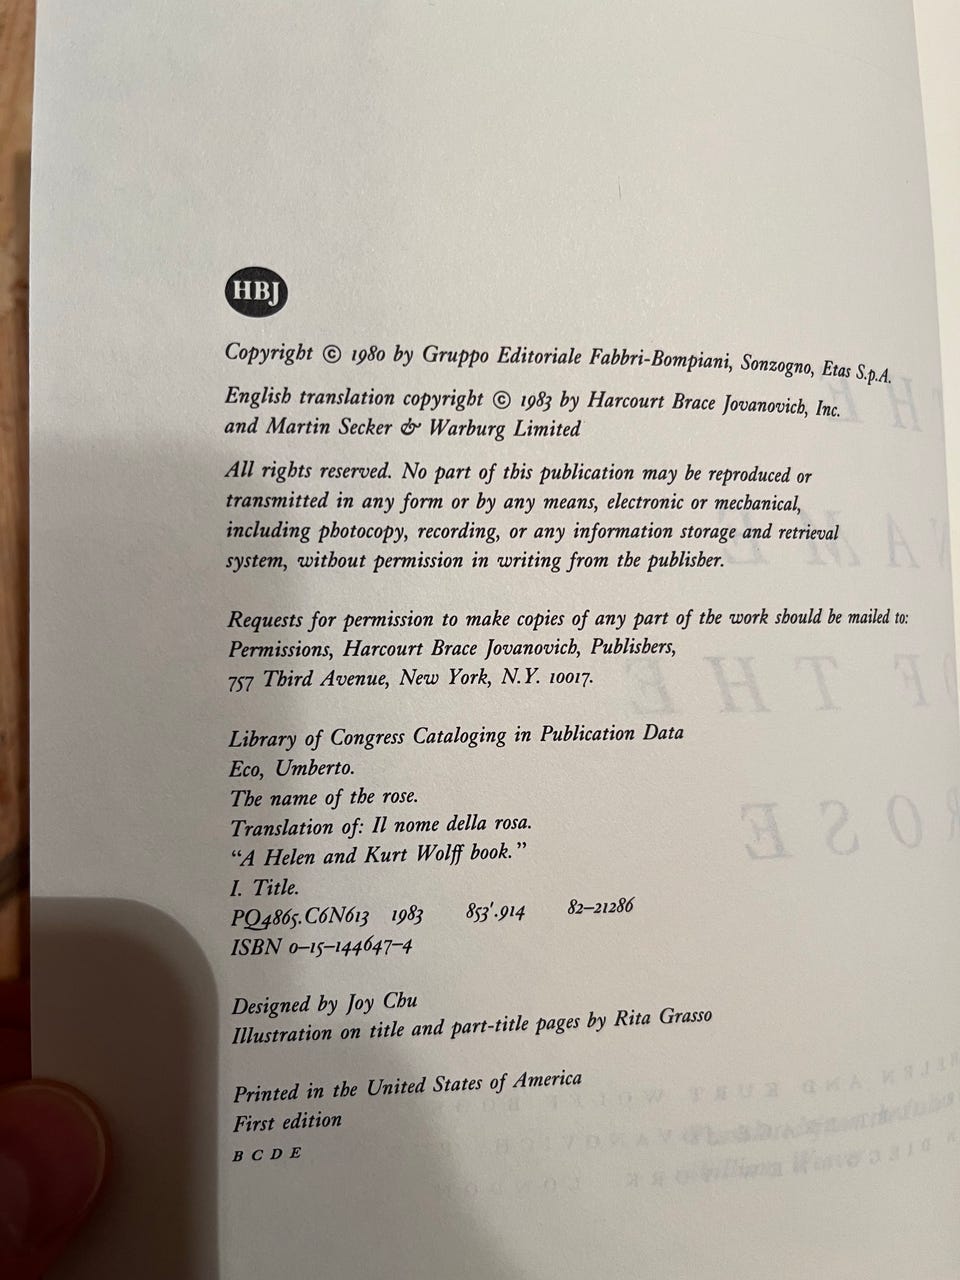 HBJ
Copyright © 1980 by Gruppo Editoriale Fabbri-Bompiani, Sonzogno, Etas S.p.A.
English translation copyright © 1983 by Harcourt Brace Jovanovich, Inc.
and Martin Secker & Warburg Limited
All rights reserved. No part of this publication may be reproduced or
transmitted in any form or by any means, electronic or mechanical,
including photocopy, recording, or any information storage and retrieval
system, without permission in writing from the publisher.
Requests for permission to make copies of any part of the work should be mailed to:
Permissions, Harcourt Brace Jovanovich, Publishers,
757 Third Avenue, New York, N.Y. 10017.
Library of Congress Cataloging in Publication Data
Eco, Umberto.
The name of the rose.
Translation of: Il nome della rosa.
“A Helen and Kurt Wolff book.”
I. Title.
PQ4865.C6N613 1983 853'.914 82–21286
ISBN 0–15–144647–4
Designed by Joy Chu
Illustration on title and part-title pages by Rita Grasso
Printed in the United States of America
First edition
B C D E